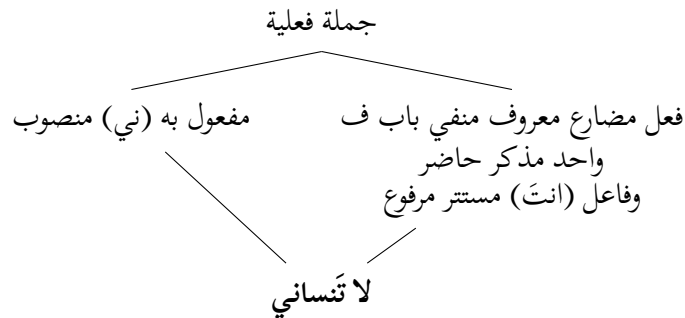 جملة فعلية
فعل مضارع معروف منفي باب ف
واحد مذكر حاضر
وفاعل (انتَ) مستتر مرفوع
مفعول به (ني) منصوب
لا تَنساني